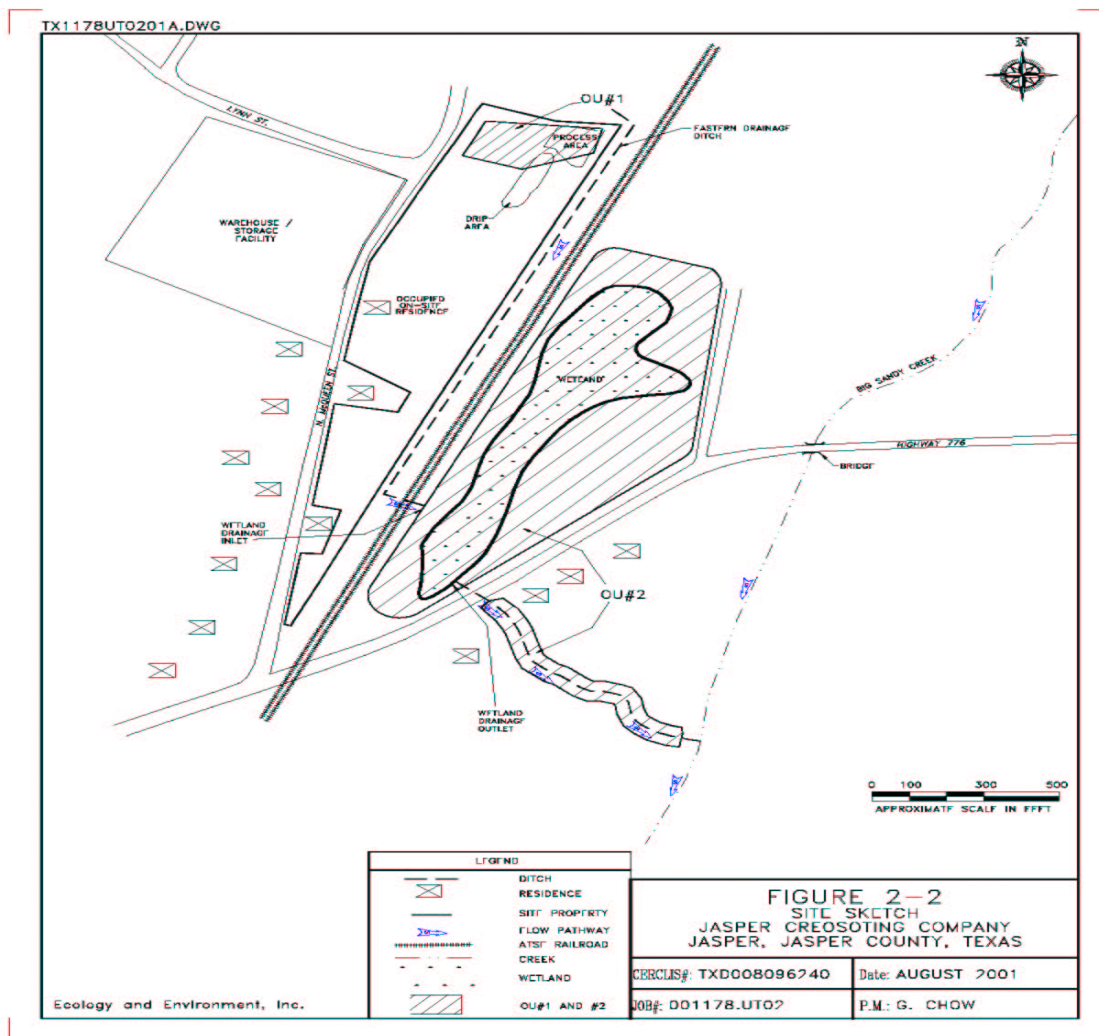 TX1178UT0201A.DWG
N
LYNN ST.
OU#1
PROCESS
AREA
EASTERN DRAINAGE
DITCH
DRIP
AREA
WAREHOUSE /
STORAGE
FACILITY
OCCUPIED
ON-SITE
RESIDENCE
"WETLAND"
N. MCQUEEN ST.
BIG SANDY CREEK
HIGHWAY 776
BRIDGE
WETLAND
DRAINAGE
INLET
OU#2
WETLAND
DRAINAGE
OUTLET
0 100 300 500
APPROXIMATE SCALE IN FEET
LEGEND
DITCH
RESIDENCE
SITE PROPERTY
FLOW PATHWAY
ATSF RAILROAD
CREEK
WETLAND
OU#1 AND #2
FIGURE 2-2
SITE SKETCH
JASPER CREOSOTING COMPANY
JASPER, JASPER COUNTY, TEXAS
CERCLIS#: TXD008096240
Date: AUGUST 2001
JOB#: 001178.UT02
P.M.: G. CHOW
Ecology and Environment, Inc.